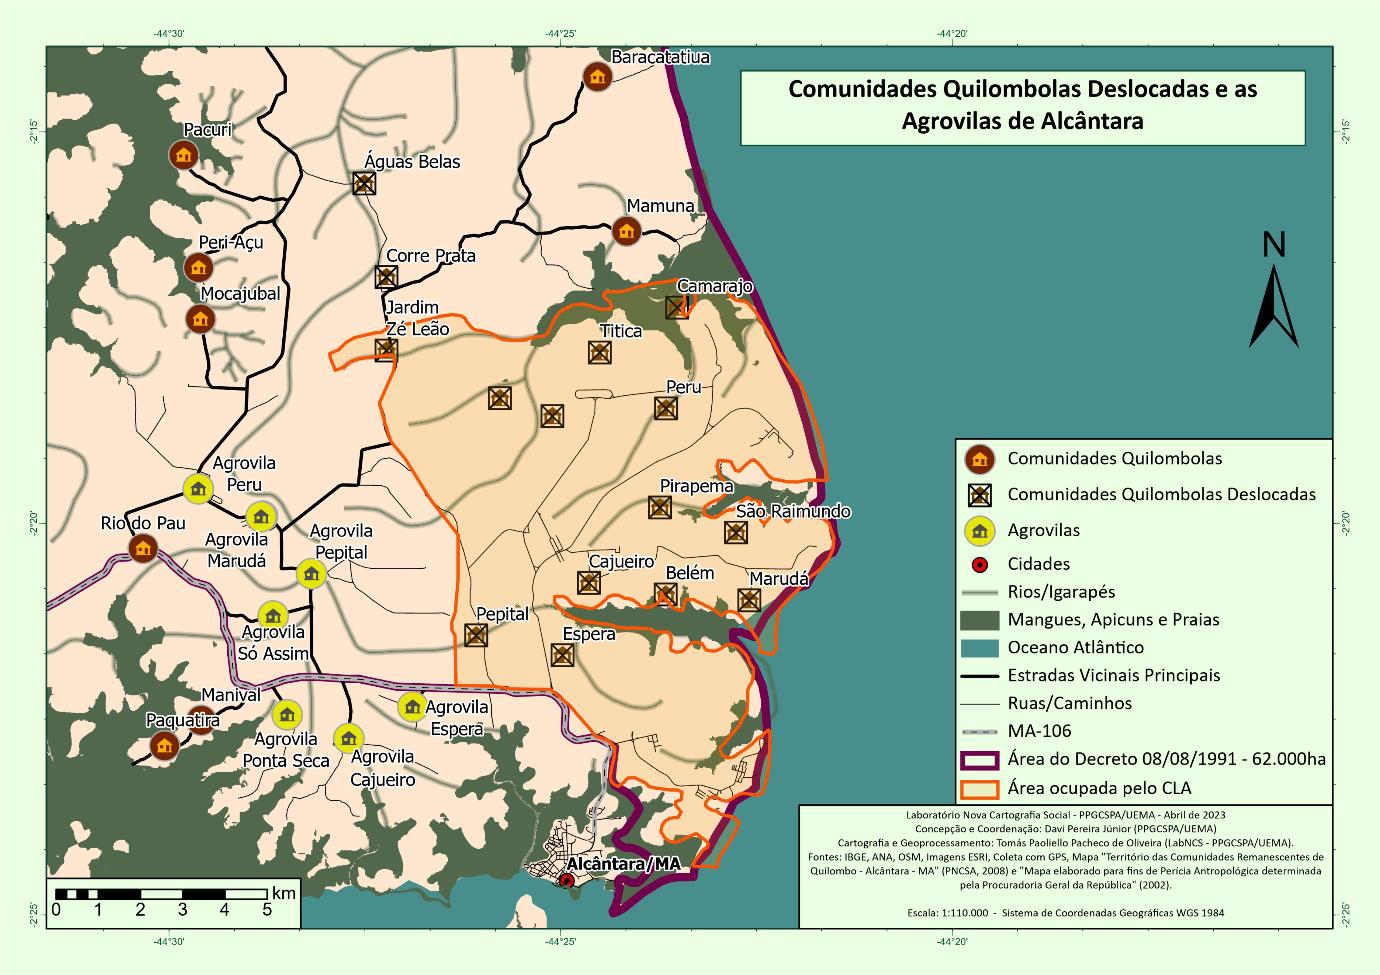 -44°30'
-44°25'
-44°20'
Comunidades Quilombolas Deslocadas e as
Agrovilas de Alcântara
-2°15'
-2°15'
Baracatatiua
Pacuri
Águas Belas
Mamuna
Peri-Açu
Corre Prata
N
Mocajubal
Camarajo
Jardim
Zé Leão
Titica
Peru
Agrovila
Peru
Pirapema
São Raimundo
-2°20'
-2°20'
Rio do Pau
Agrovila
Marudá
Agrovila
Pepital
Cajueiro
Belém
Marudá
Pepital
Espera
Agrovila
Só Assim
Manival
Paquatira
Agrovila
Ponta Seca
Agrovila
Cajueiro
Agrovila
Espera
Alcântara/MA
Comunidades Quilombolas
Comunidades Quilombolas Deslocadas
Agrovilas
Cidades
Rios/Igarapés
Mangues, Apicuns e Praias
Oceano Atlântico
Estradas Vicinais Principais
Ruas/Caminhos
MA-106
Área do Decreto 08/08/1991 - 62.000ha
Área ocupada pelo CLA
Laboratório Nova Cartografia Social - PPGCSPA/UEMA - Abril de 2023
Concepção e Coordenação: Davi Pereira Júnior (PPGCSPA/UEMA)
Cartografia e Geoprocessamento: Tomás Paoliello Pacheco de Oliveira (LabNCS - PPGCSPA/UEMA).
Fontes: IBGE, ANA, OSM, Imagens ESRI, Coleta com GPS, Mapa "Território das Comunidades Remanescentes de
Quilombo - Alcântara - MA" (PNCSA, 2008) e "Mapa elaborado para fins de Perícia Antropológica determinada
pela Procuradoria Geral da República" (2002).
Escala: 1:110.000 - Sistema de Coordenadas Geográficas WGS 1984
km
0 1 2 3 4 5
-2°25'
-2°25'
-44°30'
-44°25'
-44°20'